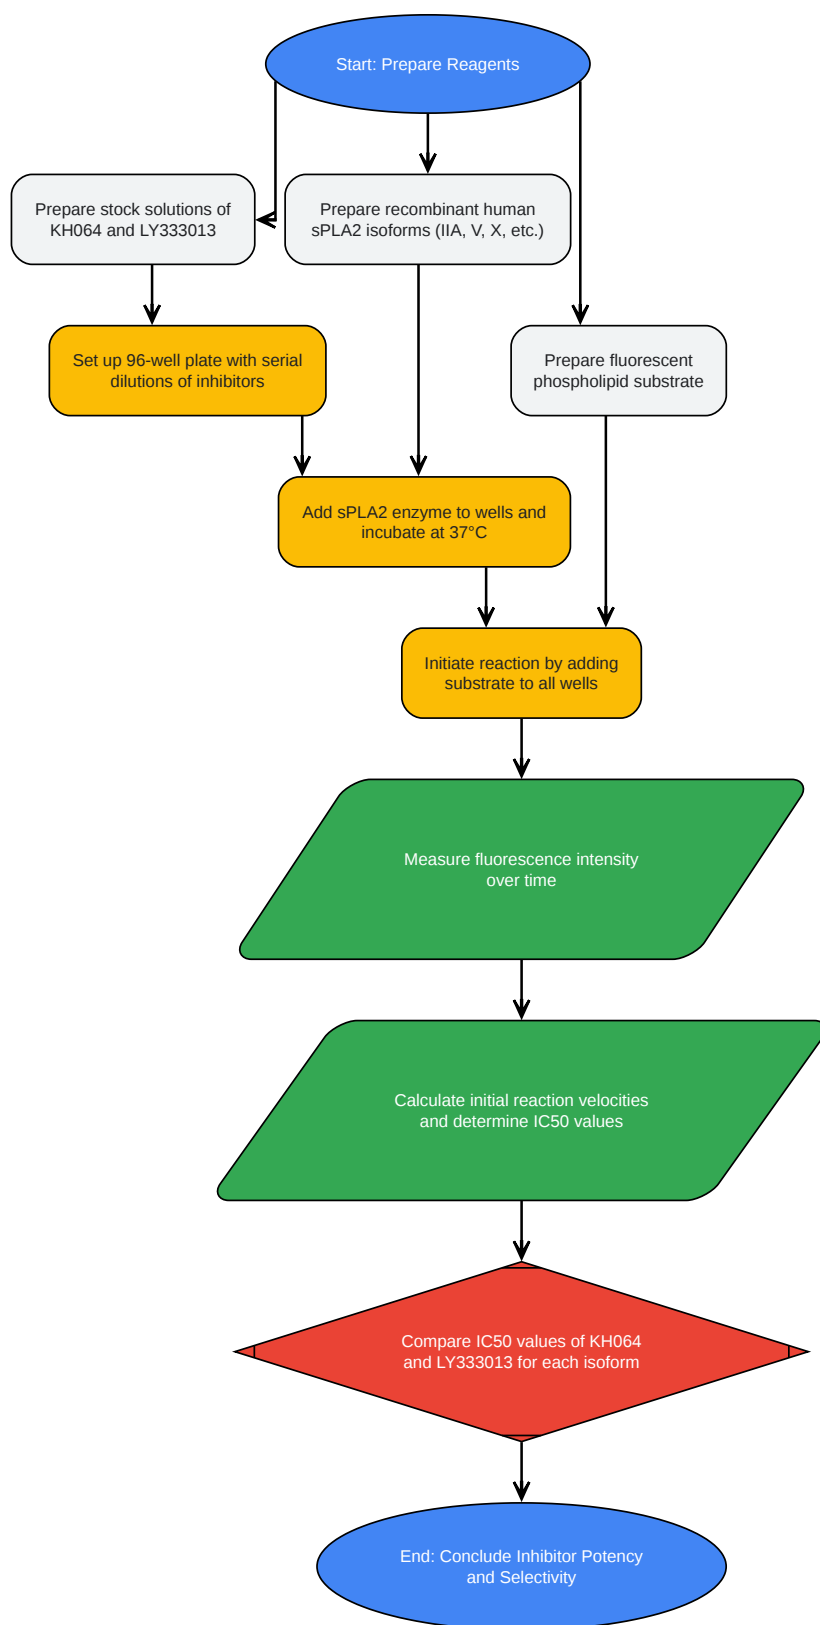 Start: Prepare Reagents
Prepare stock solutions of
KH064 and LY333013
Prepare recombinant human
sPLA2 isoforms (IIA, V, X, etc.)
Set up 96-well plate with serial
dilutions of inhibitors
Prepare fluorescent
phospholipid substrate
Add sPLA2 enzyme to wells and
incubate at 37°C
Initiate reaction by adding
substrate to all wells
Measure fluorescence intensity
over time
Calculate initial reaction velocities
and determine IC50 values
Compare IC50 values of KH064
and LY333013 for each isoform
End: Conclude Inhibitor Potency
and Selectivity